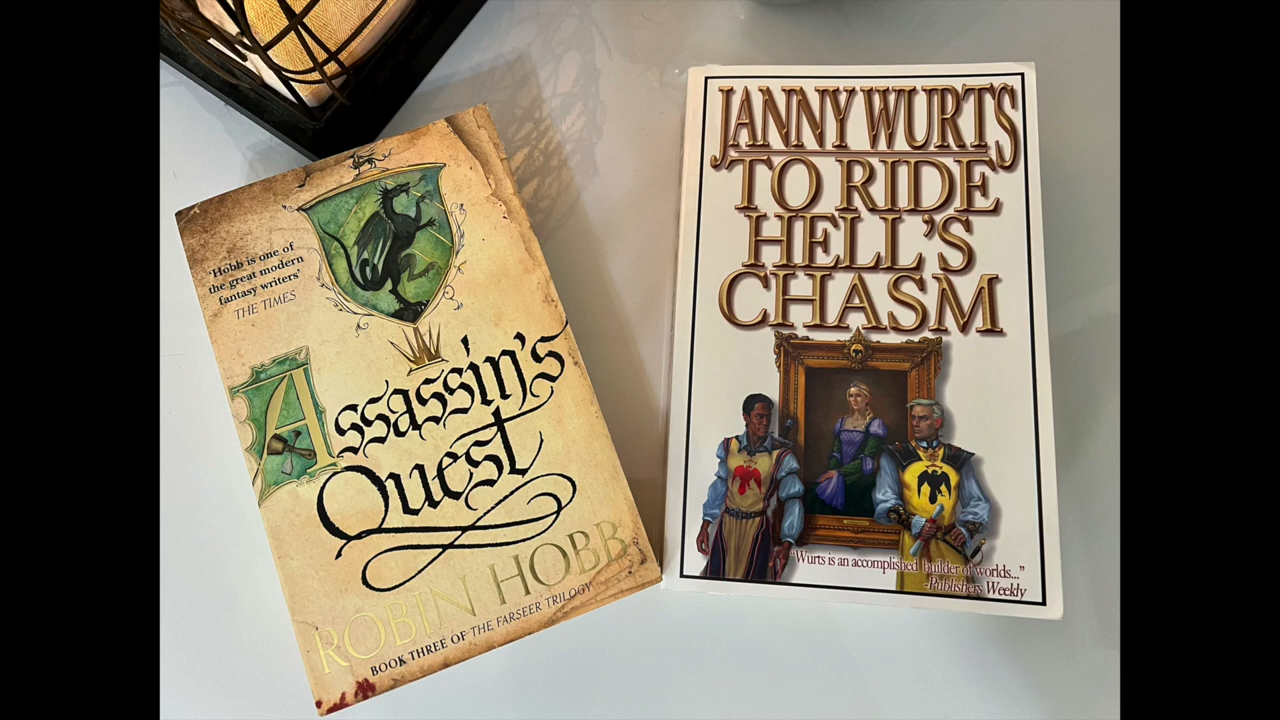 'Hobb is one of
the great modern
fantasy writers'
THE TIMES
Assassin's
Quest
ROBIN HOBB
BOOK THREE OF THE FARSEER TRILOGY
JANNY WURTS
TO RIDE
HELL'S
CHASM
"Wurts is an accomplished builder of worlds..."
-Publishers Weekly